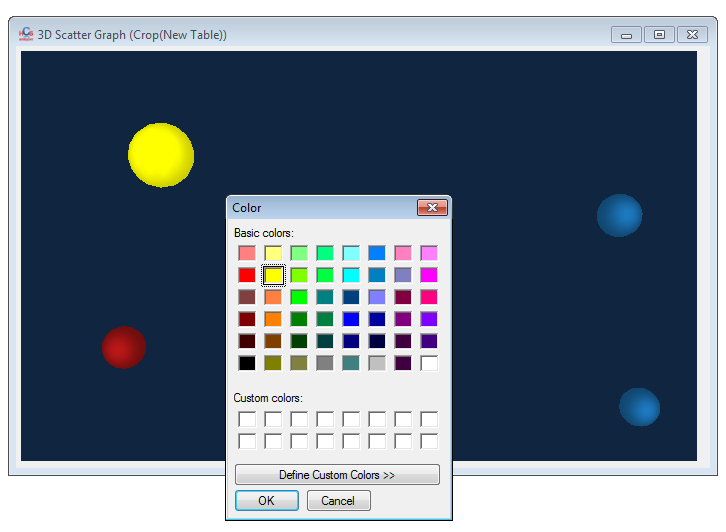 3D Scatter Graph (Crop(New Table))
Color
Basic colors:
Custom colors:
Define Custom Colors >>
OK
Cancel